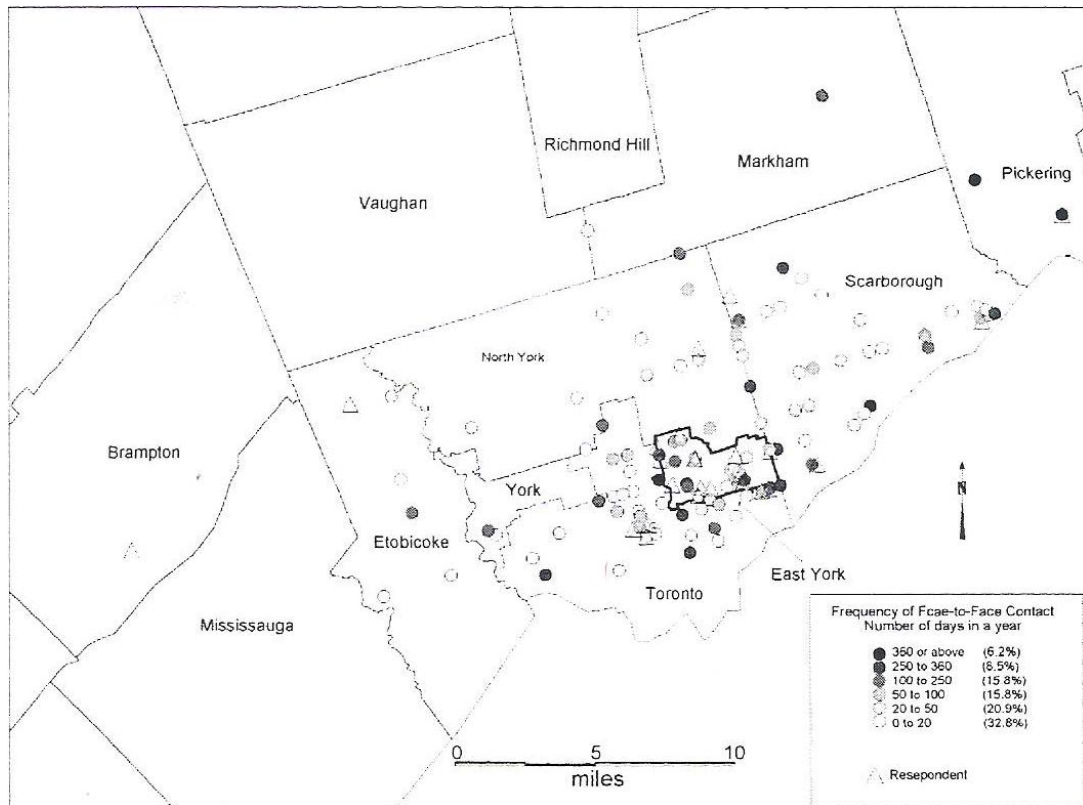 Richmond Hill
Markham
Pickering
Vaughan
Scarborough
North York
Brampton
York
Etobicoke
East York
Toronto
Mississauga
N
0 5 10
miles
Frequency of Fcae-to-Face Contact
Number of days in a year
360 or above (6.2%)
250 to 360 (8.5%)
100 to 250 (15.8%)
50 to 100 (15.8%)
20 to 50 (20.9%)
0 to 20 (32.8%)
Resepondent